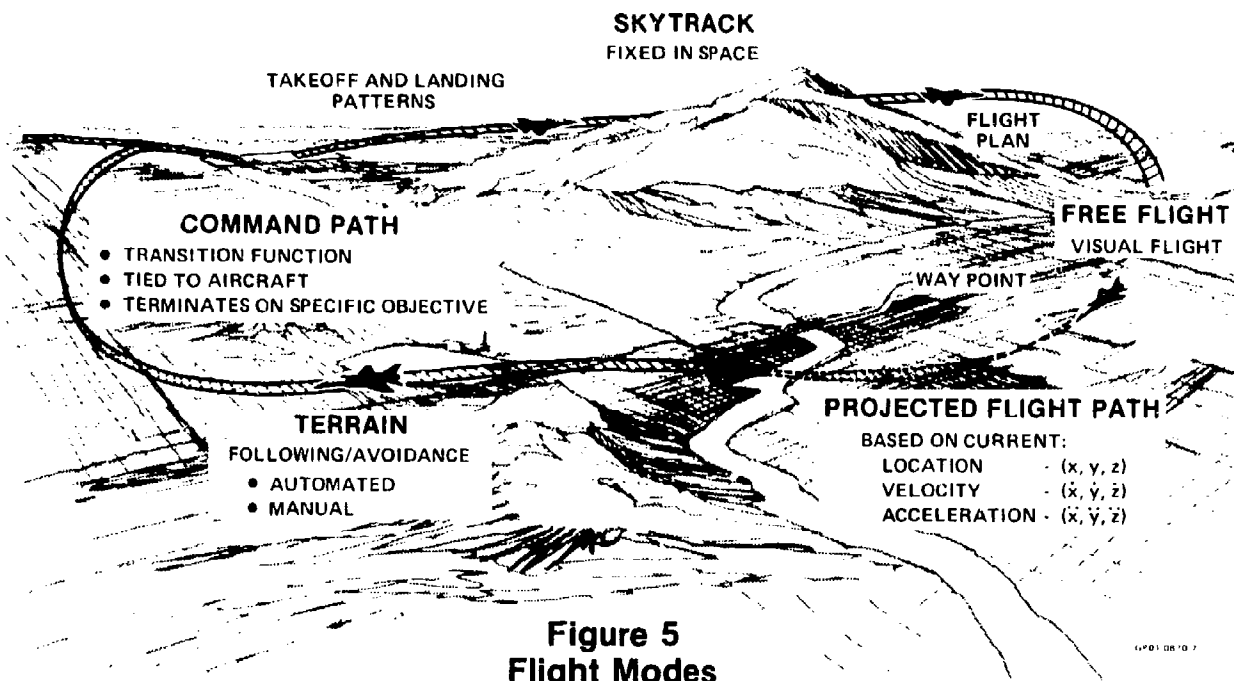 SKYTRACK
FIXED IN SPACE
TAKEOFF AND LANDING
PATTERNS
FLIGHT
PLAN
COMMAND PATH
● TRANSITION FUNCTION
● TIED TO AIRCRAFT
● TERMINATES ON SPECIFIC OBJECTIVE
FREE FLIGHT
VISUAL FLIGHT
WAY POINT
TERRAIN
FOLLOWING/AVOIDANCE
● AUTOMATED
● MANUAL
PROJECTED FLIGHT PATH
BASED ON CURRENT:
LOCATION - (x, y, z)
VELOCITY - (ẋ, ẏ, ż)
ACCELERATION - (ẍ, ÿ, z̈)
Figure 5
Flight Modes